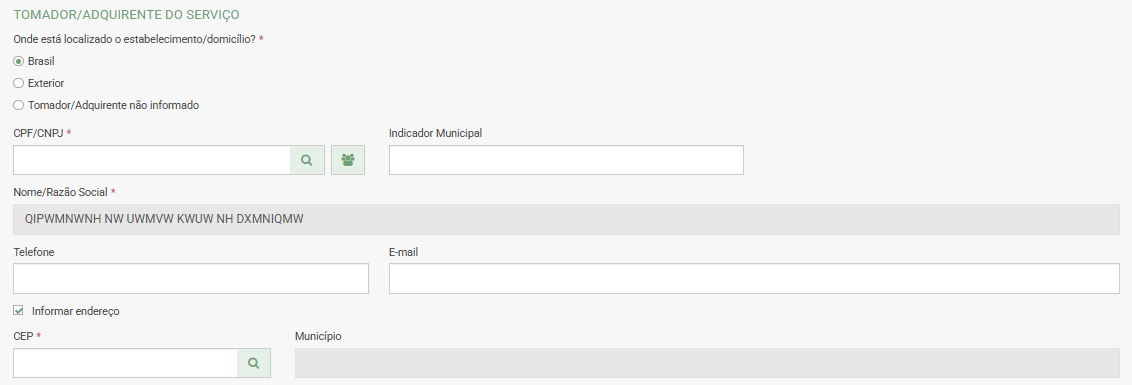 TOMADOR/ADQUIRENTE DO SERVIÇO
Onde está localizado o estabelecimento/domicílio? *
Brasil
Exterior
Tomador/Adquirente não informado
CPF/CNPJ * Indicador Municipal
Nome/Razão Social *
QIPWMNWNH NW UWMVW KWUW NH DXMNIQMW
Telefone E-mail
Informar endereço
CEP * Município